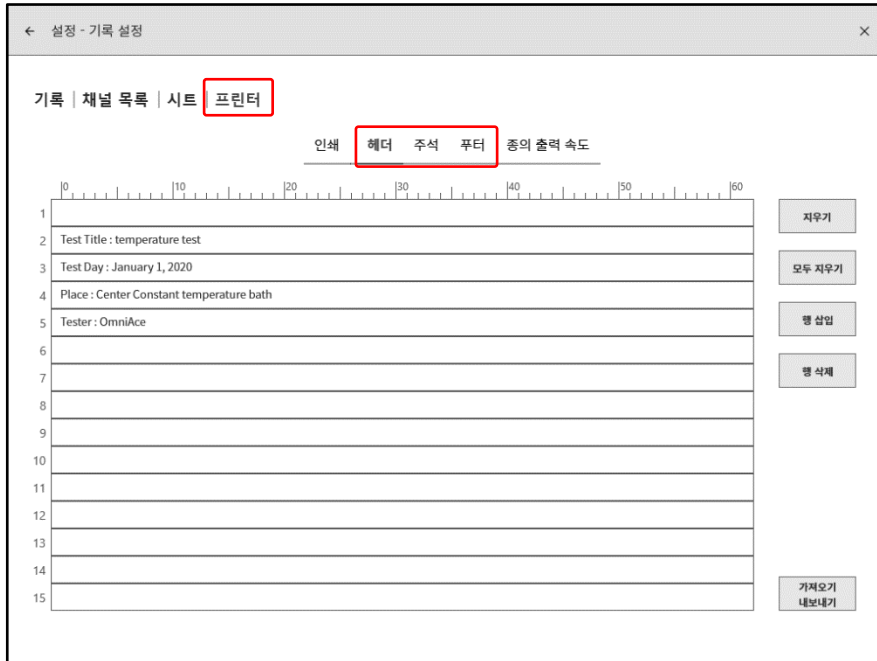 ← 설정 - 기록 설정 ×
기록 | 채널 목록 | 시트 | 프린터
인쇄 헤더 주석 푸터 종의 출력 속도
0 10 20 30 40 50 60
1
2 Test Title : temperature test
3 Test Day : January 1, 2020
4 Place : Center Constant temperature bath
5 Tester : OmniAce
6
7
8
9
10
11
12
13
14
15
지우기
모두 지우기
행 삽입
행 삭제
가져오기
내보내기